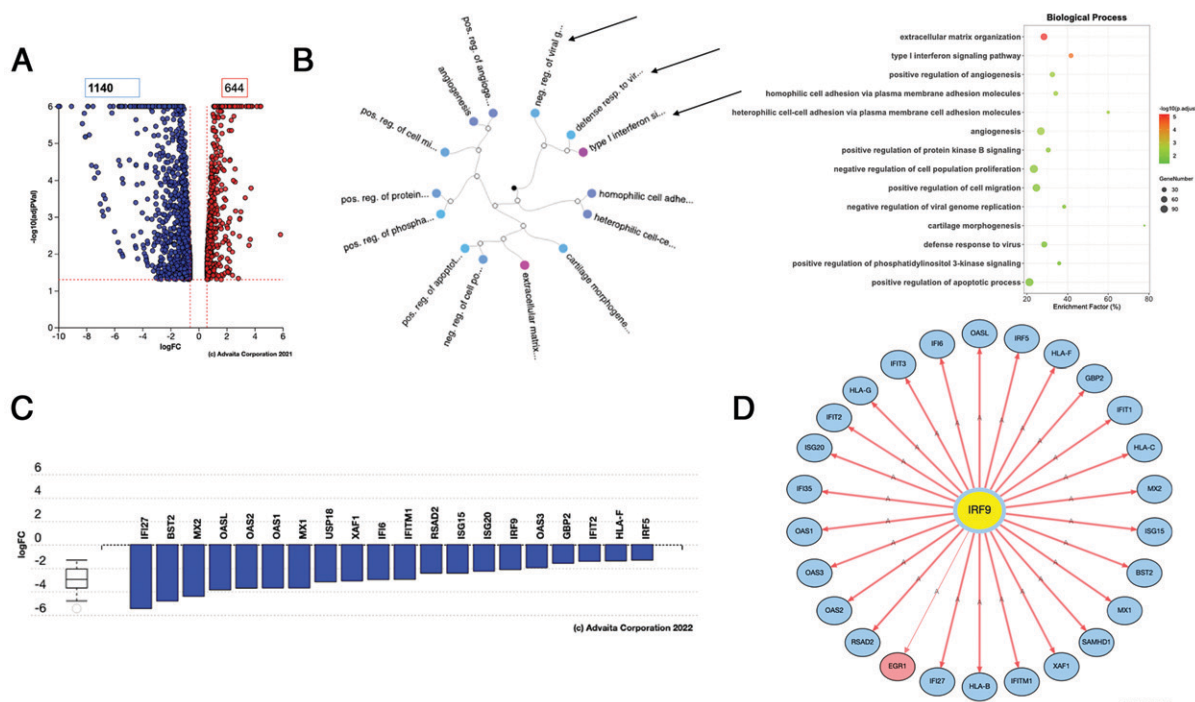 A
1140
644
6
5
4
3
2
1
0
-log10(adjPVal)
-10
-8
-6
-4
-2
0
2
4
6
logFC
(c) Advaita Corporation 2021
B
pos. reg. of angioge...
angiogenesis
pos. reg. of cell mi...
pos. reg. of protein...
pos. reg. of phospha...
pos. reg. of apoptot...
neg. reg. of cell po...
extracellular matrix...
cartilage morphogene...
heterophilic cell-ce...
homophilic cell adhe...
type I interferon si...
defense resp. to vir...
neg. reg. of viral g...
Biological Process
extracellular matrix organization
type I interferon signaling pathway
positive regulation of angiogenesis
homophilic cell adhesion via plasma membrane adhesion molecules
heterophilic cell-cell adhesion via plasma membrane cell adhesion molecules
angiogenesis
positive regulation of protein kinase B signaling
negative regulation of cell population proliferation
positive regulation of cell migration
negative regulation of viral genome replication
cartilage morphogenesis
defense response to virus
positive regulation of phosphatidylinositol 3-kinase signaling
positive regulation of apoptotic process
20
40
60
80
Enrichment Factor (%)
-log10(p.adjus
5
4
3
2
GeneNumber
30
60
90
C
6
4
2
0
-2
-4
-6
logFC
IFI27
BST2
MX2
OASL
OAS2
OAS1
MX1
USP18
XAF1
IFI6
IFITM1
RSAD2
ISG15
ISG20
IRF9
OAS3
GBP2
IFIT2
HLA-F
IRF5
(c) Advaita Corporation 2022
D
IRF9
OASL
IRF5
HLA-F
GBP2
IFIT1
HLA-C
MX2
ISG15
BST2
MX1
SAMHD1
XAF1
IFITM1
HLA-B
IFI27
EGR1
RSAD2
OAS2
OAS3
OAS1
IFI35
ISG20
IFIT2
HLA-G
IFIT3
IFI6